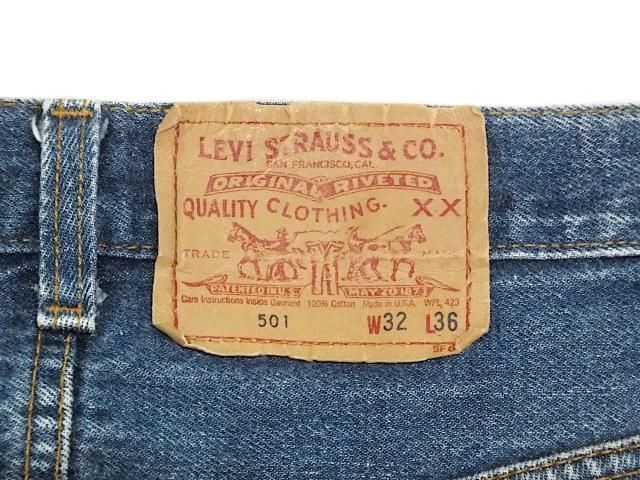 LEVI STRAUSS & CO.
SAN FRANCISCO, CAL.
ORIGINAL RIVETED
QUALITY CLOTHING. XX
TRADE MARK
PATENTED IN U.S. MAY 20 1873
Care Instructions Inside Garment 100% Cotton Made in U.S.A. WPL 423
501 W32 L36